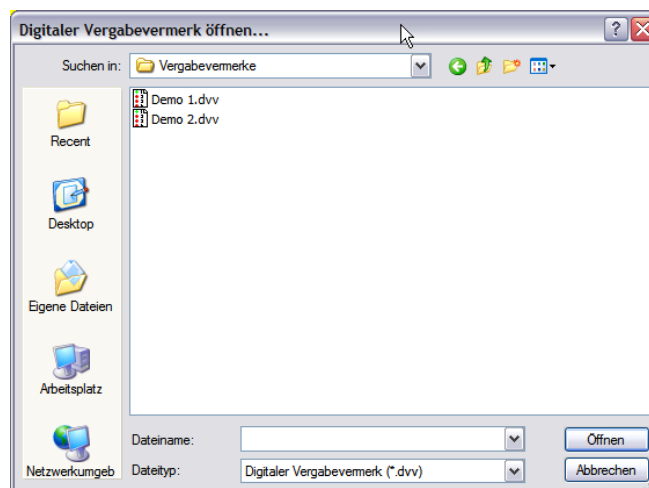 Digitaler Vergabevermerk öffnen...
Suchen in: Vergabevermerke
Demo 1.dvv
Demo 2.dvv
Recent
Desktop
Eigene Dateien
Arbeitsplatz
Netzwerkumgeb
Dateiname: Öffnen
Dateityp: Digitaler Vergabevermerk (*.dvv) Abbrechen